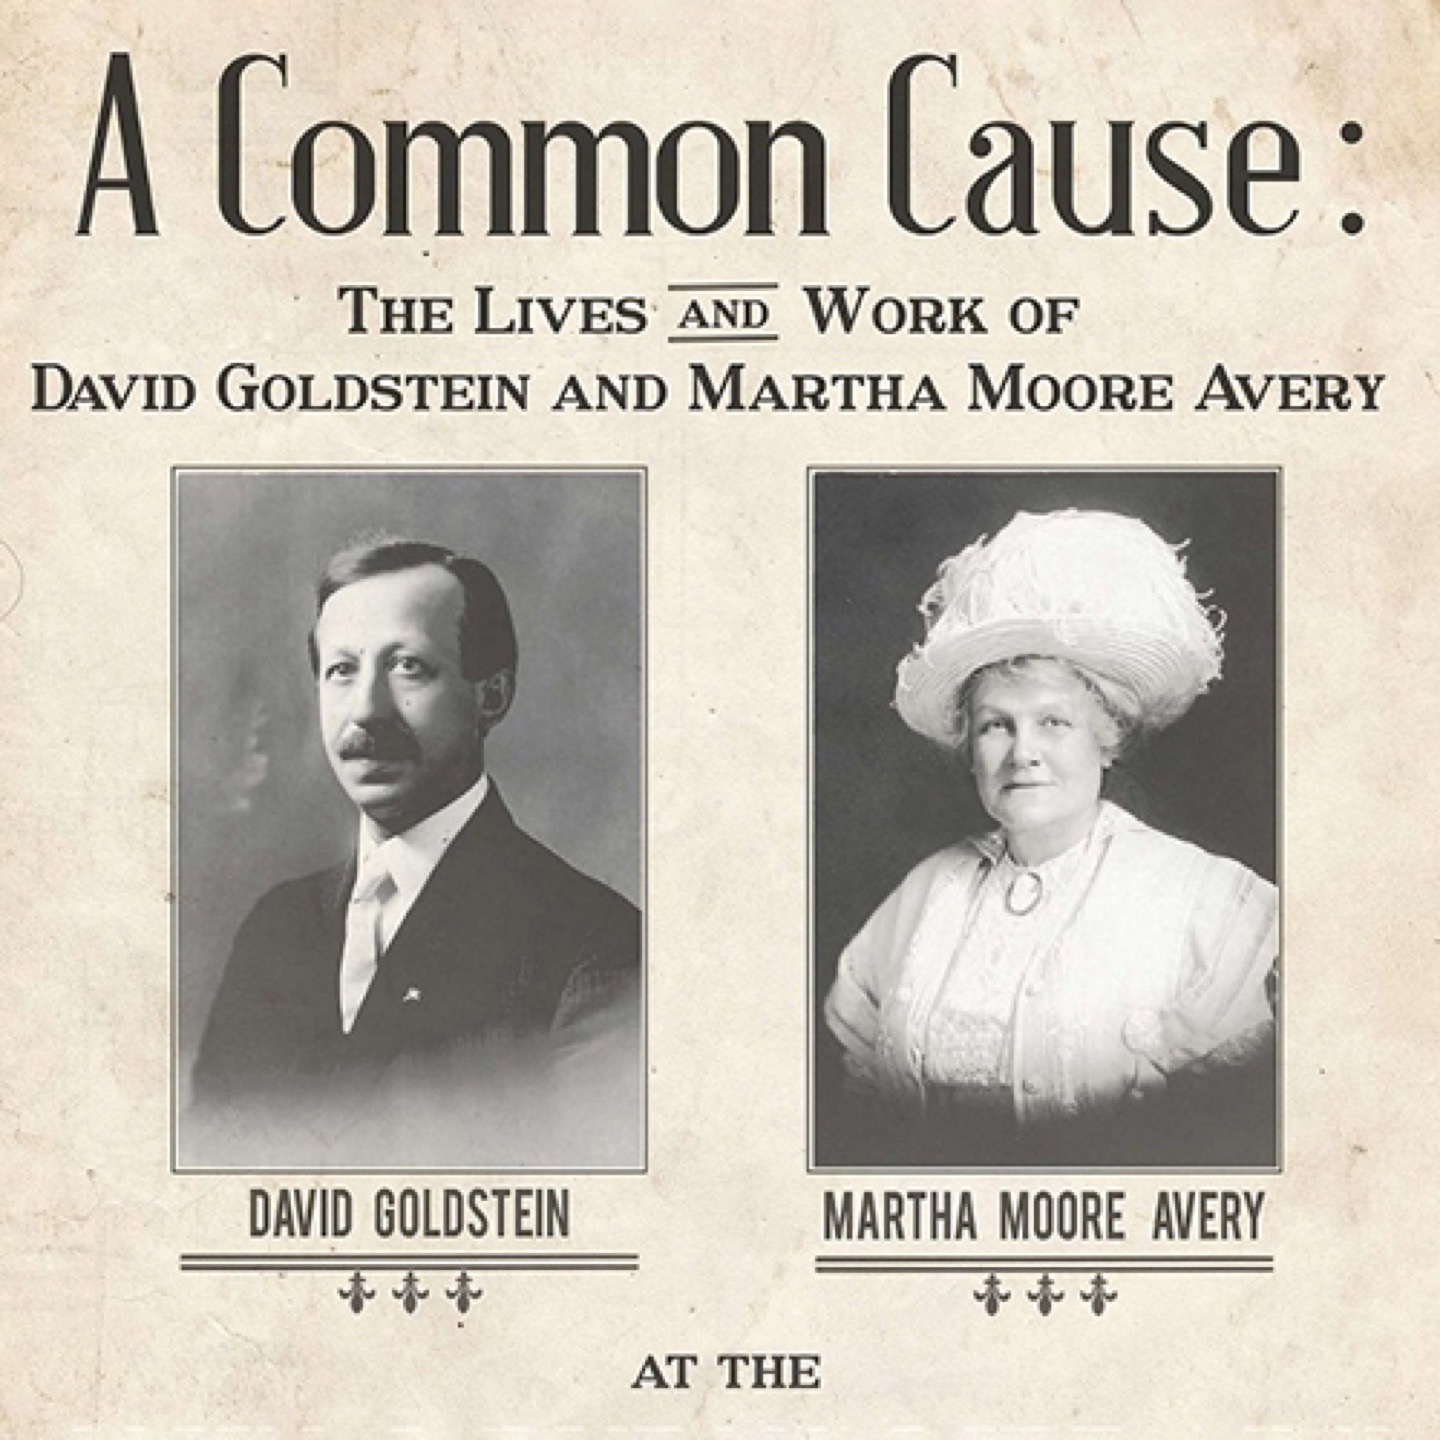 A Common Cause:
The Lives and Work of
David Goldstein and Martha Moore Avery
DAVID GOLDSTEIN
MARTHA MOORE AVERY
AT THE